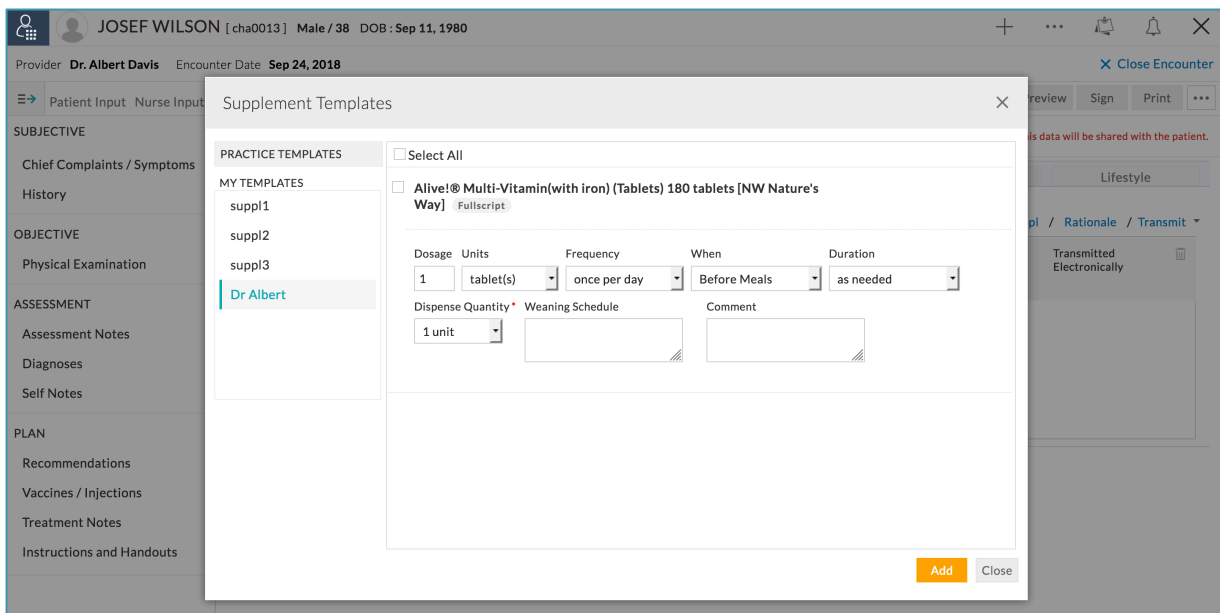 JOSEF WILSON [ cha0013 ] Male / 38 DOB : Sep 11, 1980
Provider Dr. Albert Davis Encounter Date Sep 24, 2018
Close Encounter
Patient Input Nurse Input
Sign Print
SUBJECTIVE
Chief Complaints / Symptoms
History
OBJECTIVE
Physical Examination
ASSESSMENT
Assessment Notes
Diagnoses
Self Notes
PLAN
Recommendations
Vaccines / Injections
Treatment Notes
Instructions and Handouts
Supplement Templates
PRACTICE TEMPLATES
MY TEMPLATES
suppl1
suppl2
suppl3
Dr Albert
Select All
Alive!® Multi-Vitamin(with iron) (Tablets) 180 tablets [NW Nature's
Way] Fullscript
Dosage Units Frequency When Duration
1 tablet(s) once per day Before Meals as needed
Dispense Quantity* Weaning Schedule Comment
1 unit
Add Close
data will be shared with the patient.
Lifestyle
/ Rationale / Transmit
Transmitted
Electronically